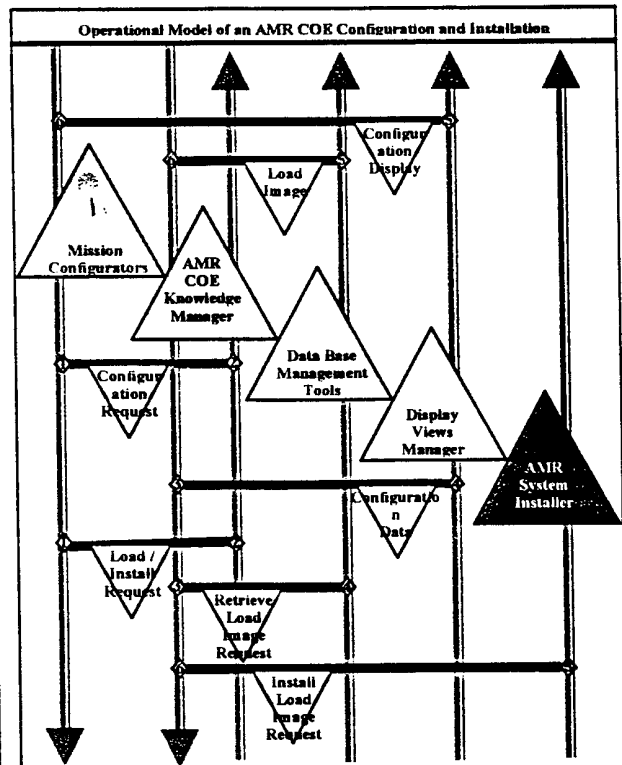 Operational Model of an AMR COE Configuration and Installation
Configur
ation
Display
Load
Image
Mission
Configurators
AMR
COE
Knowledge
Manager
Data Base
Management
Tools
Configur
ation
Request
Display
Views
Manager
AMR
System
Installer
Configuratio
n
Data
Load /
Install
Request
Retrieve
Load
Image
Request
Install
Load
Image
Request